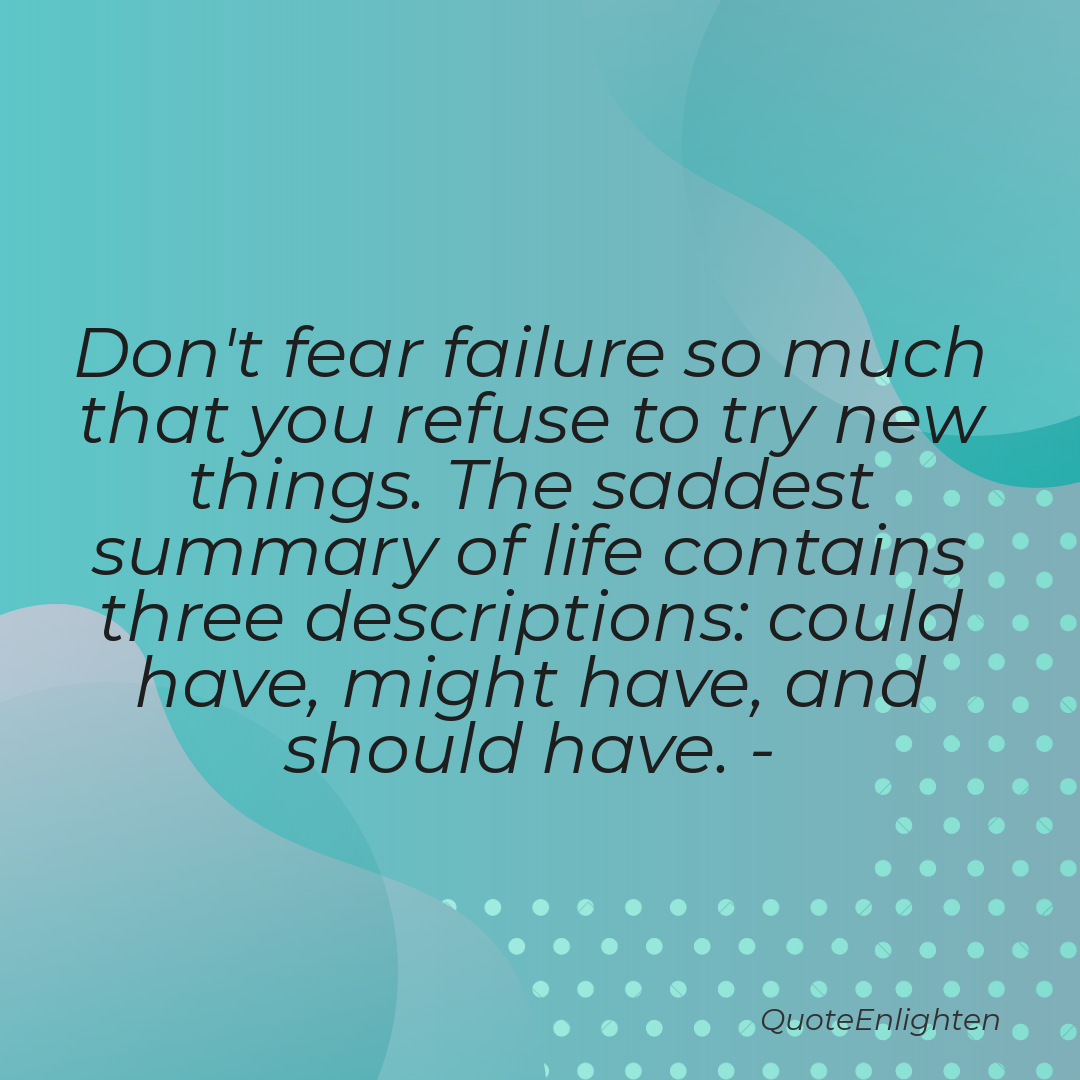 Don't fear failure so much
that you refuse to try new
things. The saddest
summary of life contains
three descriptions: could
have, might have, and
should have. -
QuoteEnlighten